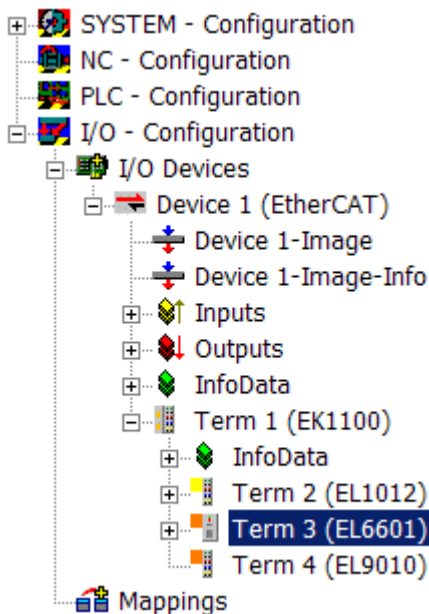 SYSTEM - Configuration
NC - Configuration
PLC - Configuration
I/O - Configuration
I/O Devices
Device 1 (EtherCAT)
Device 1-Image
Device 1-Image-Info
Inputs
Outputs
InfoData
Term 1 (EK1100)
InfoData
Term 2 (EL1012)
Term 3 (EL6601)
Term 4 (EL9010)
Mappings